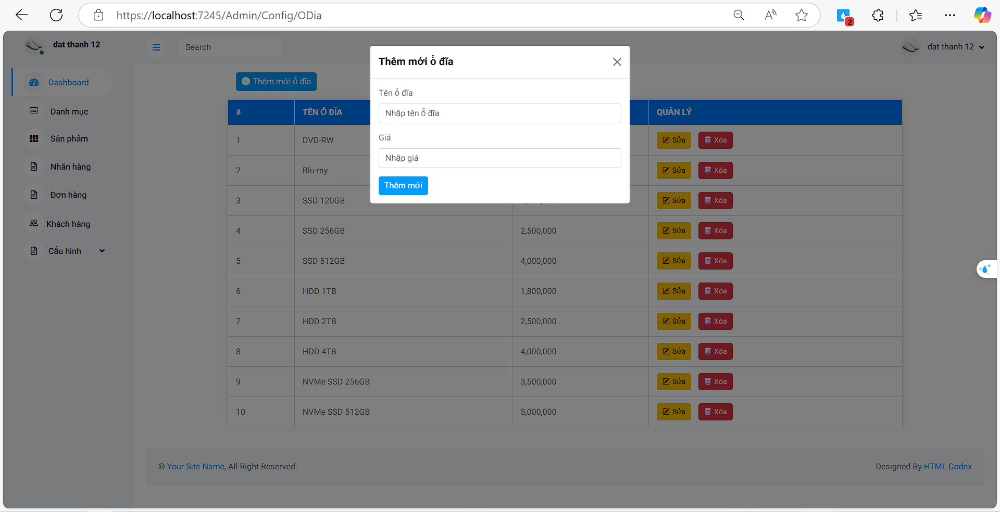 https://localhost:7245/Admin/Config/ODia
2
dat thanh 12
Search
dat thanh 12
Dashboard
Danh mục
Sản phẩm
Nhãn hàng
Đơn hàng
Khách hàng
Cấu hình
Thêm mới ổ đĩa
Thêm mới ổ đĩa
Tên ổ đĩa
Nhập tên ổ đĩa
Giá
Nhập giá
Thêm mới
# TÊN Ổ ĐĨA QUẢN LÝ
1 DVD-RW Sửa Xóa
2 Blu-ray Sửa Xóa
3 SSD 120GB Sửa Xóa
4 SSD 256GB 2,500,000 Sửa Xóa
5 SSD 512GB 4,000,000 Sửa Xóa
6 HDD 1TB 1,800,000 Sửa Xóa
7 HDD 2TB 2,500,000 Sửa Xóa
8 HDD 4TB 4,000,000 Sửa Xóa
9 NVMe SSD 256GB 3,500,000 Sửa Xóa
10 NVMe SSD 512GB 5,000,000 Sửa Xóa
© Your Site Name, All Right Reserved.
Designed By HTML Codex